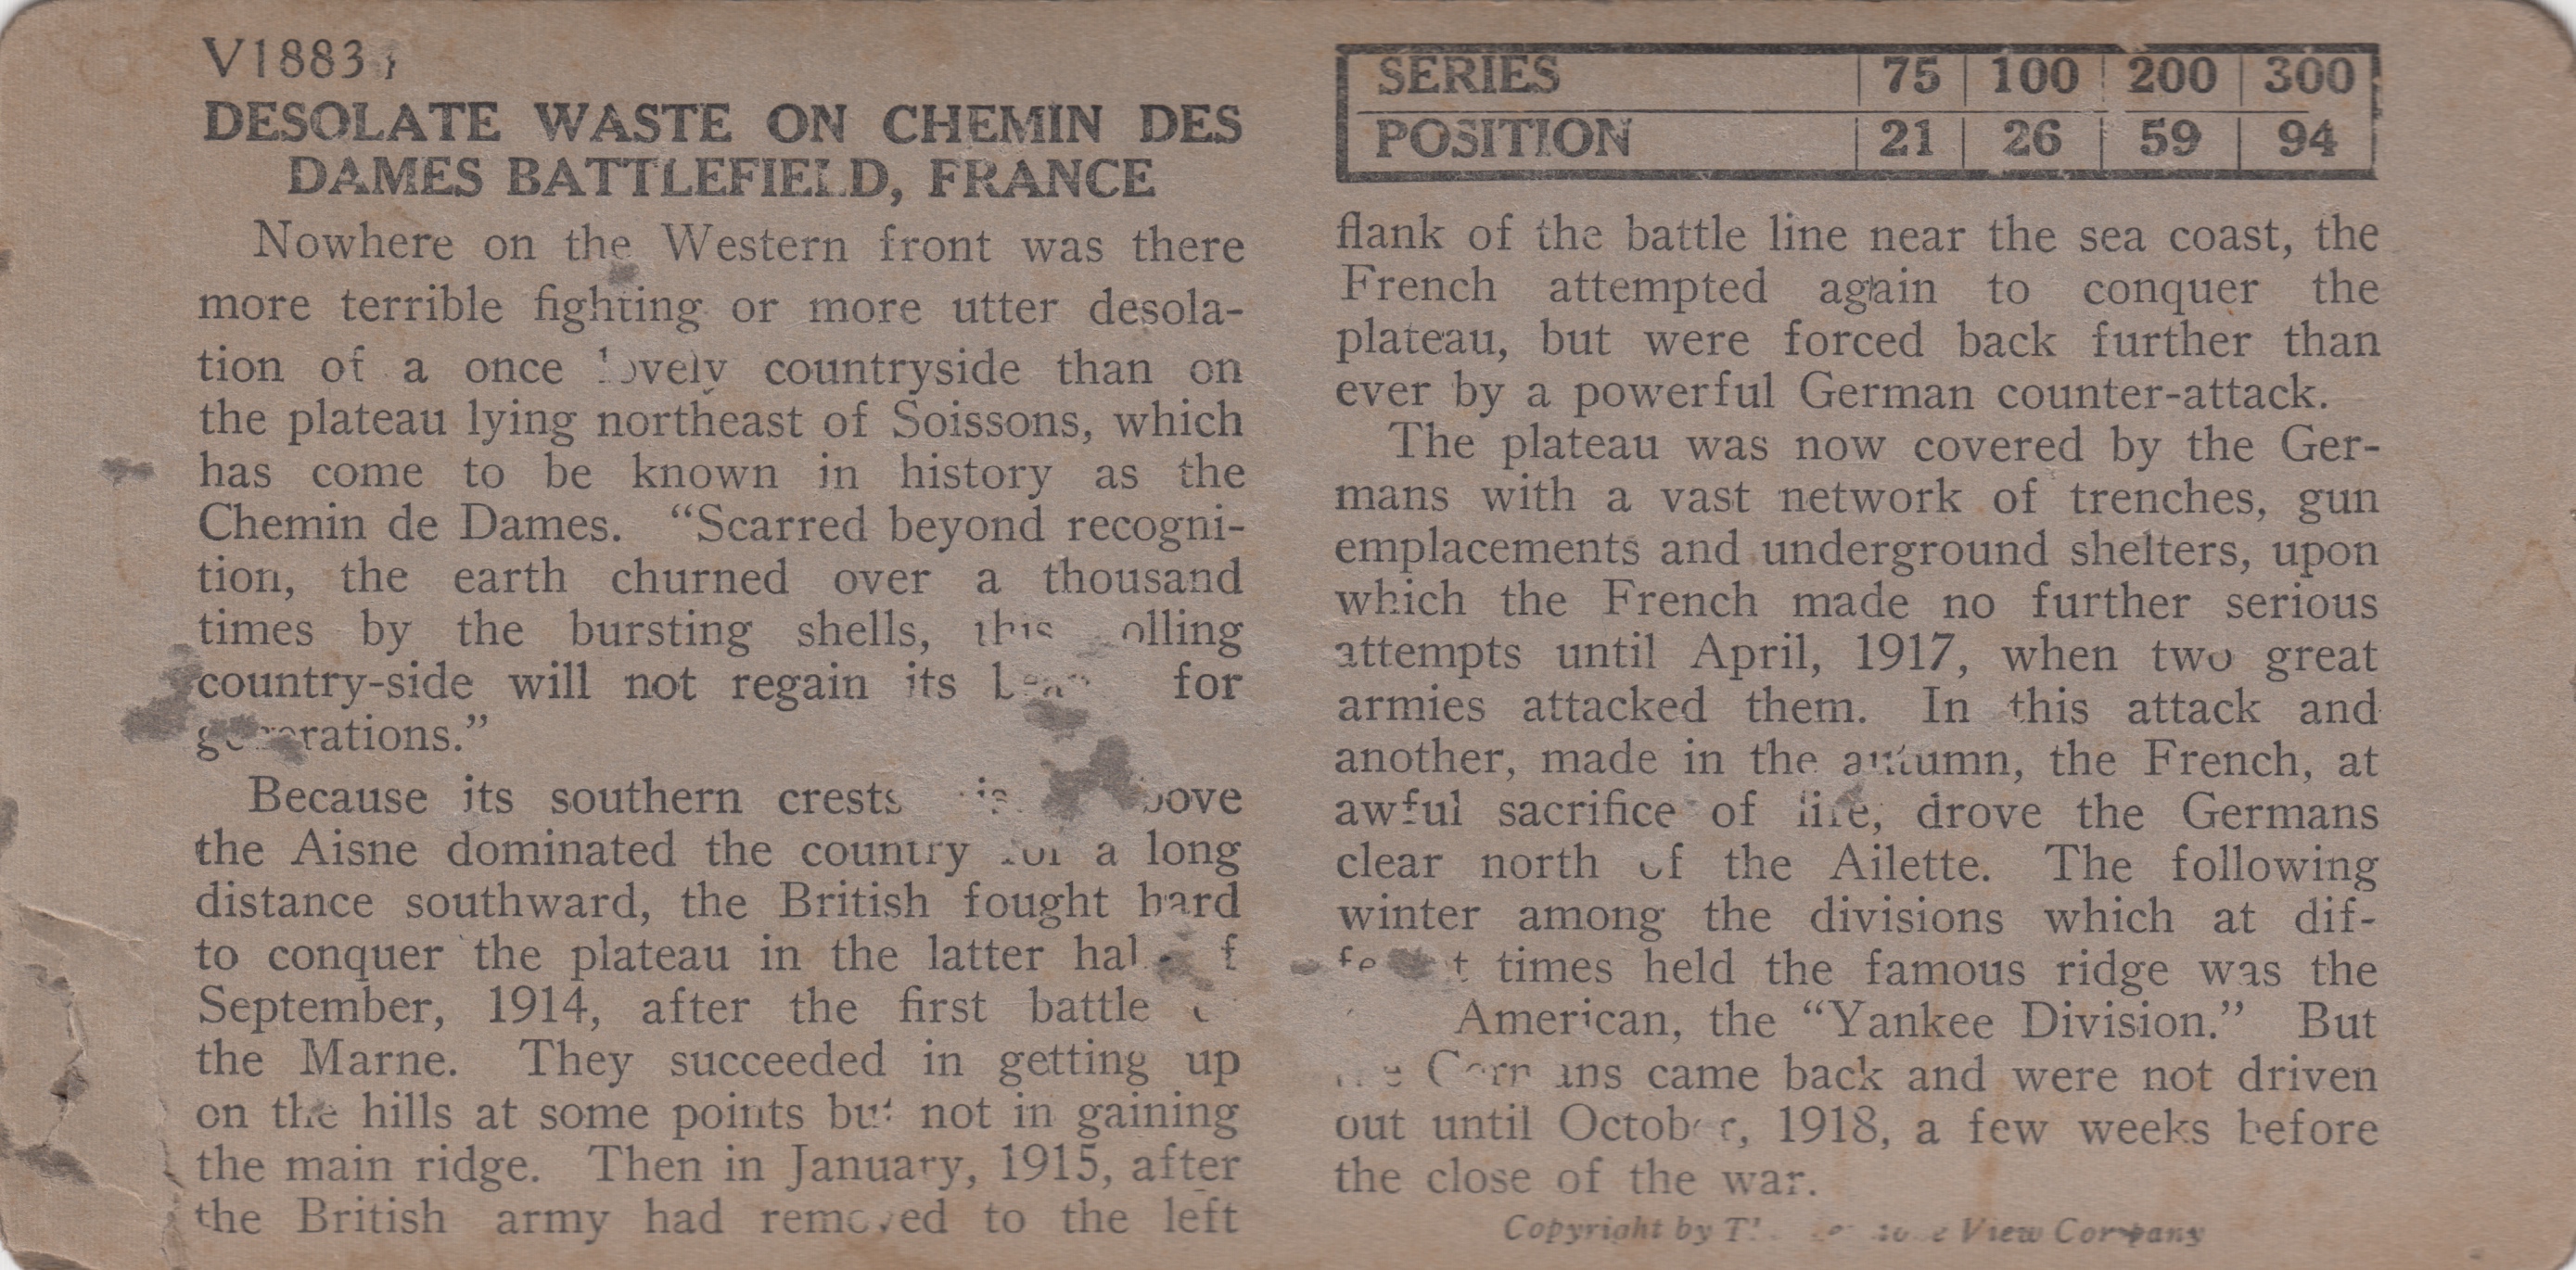 DESOLATE WASTE ON CHEMIN DES
DAMES BATTLEFIELD, FRANCE
Nowhere on the Western front was there
more terrible fighting or more utter desola-
tion of a once lovely countryside than on
the plateau lying northeast of Soissons, which
has come to be known in history as the
Chemin de Dames. “Scarred beyond recogni-
tion, the earth churned over a thousand
times by the bursting shells, this rolling
country-side will not regain its for
generations.”
Because its southern crests
the Aisne dominated the country for a long
distance southward, the British fought hard
to conquer the plateau in the latter half of
September, 1914, after the first battle
the Marne. They succeeded in getting up
on the hills at some points but not in gaining
the main ridge. Then in January, 1915, after
the British army had removed to the left
SERIES 75 100 200 300
POSITION 21 26 59 94
flank of the battle line near the sea coast, the
French attempted again to conquer the
plateau, but were forced back further than
ever by a powerful German counter-attack.
The plateau was now covered by the Ger-
mans with a vast network of trenches, gun
emplacements and underground shelters, upon
which the French made no further serious
attempts until April, 1917, when two great
armies attacked them. In this attack and
another, made in the autumn, the French, at
awful sacrifice of life, drove the Germans
clear north of the Ailette. The following
winter among the divisions which at dif-
times held the famous ridge was the
American, the “Yankee Division.” But
the Germans came back and were not driven
out until October, 1918, a few weeks before
the close of the war.
Copyright by View Company